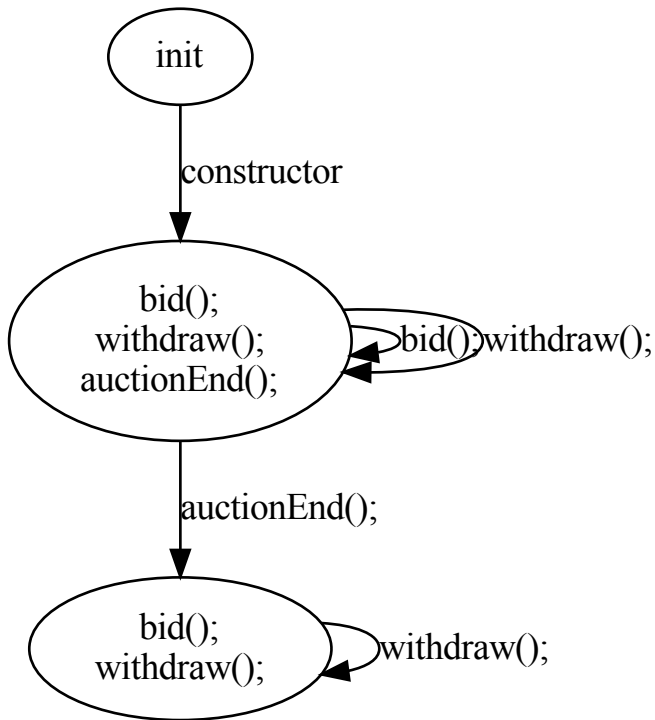 init
constructor
bid();
withdraw();
auctionEnd();
bid();
withdraw();
auctionEnd();
bid();
withdraw();
withdraw();